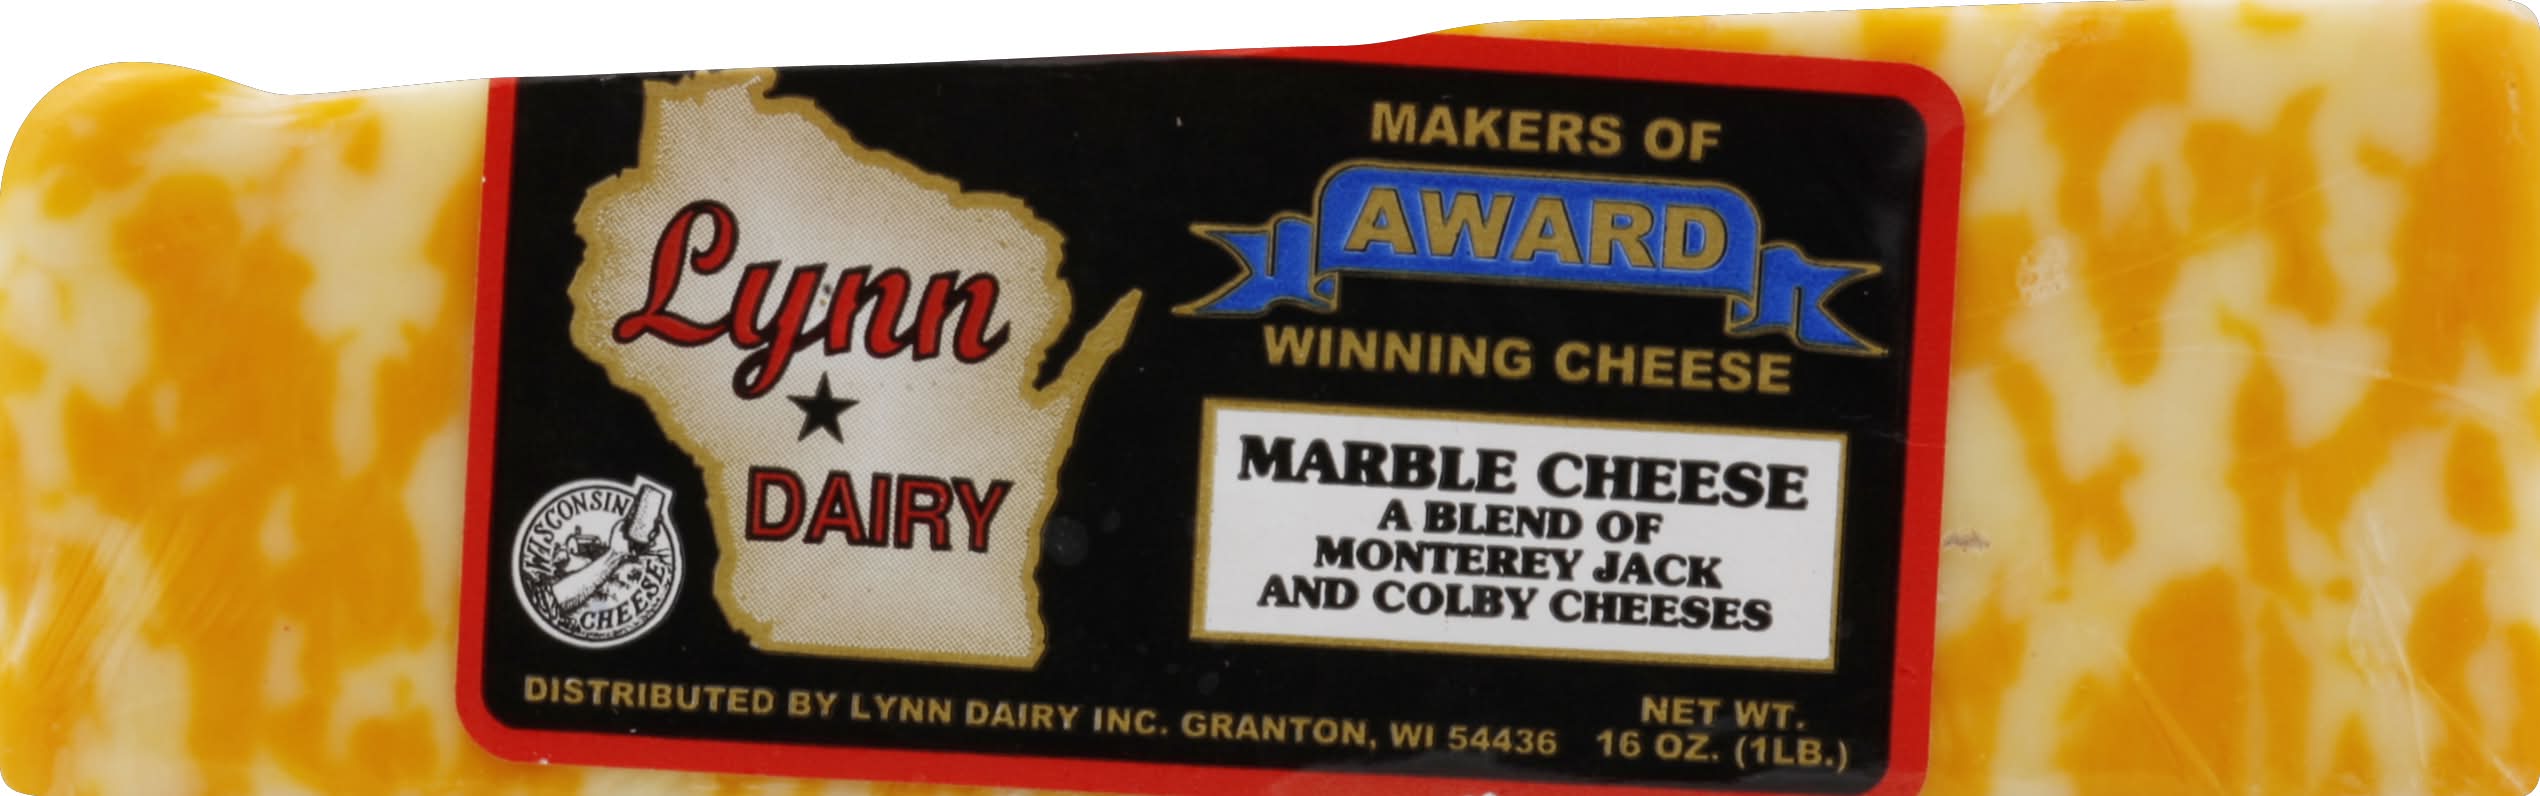 Lynn
DAIRY
WISCONSIN
CHEESE
MAKERS OF
AWARD
WINNING CHEESE
MARBLE CHEESE
A BLEND OF
MONTEREY JACK
AND COLBY CHEESES
DISTRIBUTED BY LYNN DAIRY INC. GRANTON, WI 54436
NET WT.
16 OZ. (1LB.)